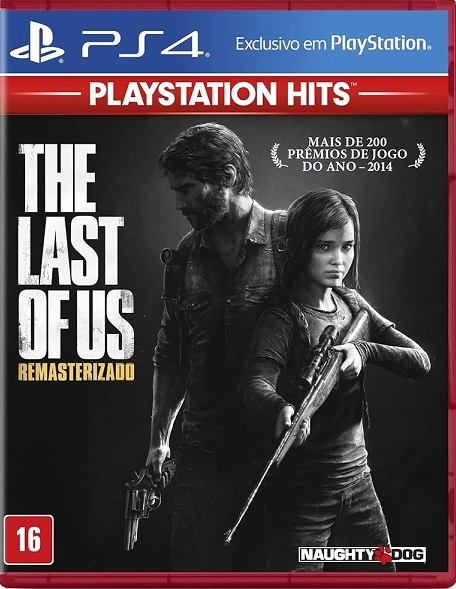 PS4
Exclusivo em PlayStation®
PLAYSTATION HITS™
THE
LAST
OF US
REMASTERIZADO
MAIS DE 200
PRÊMIOS DE JOGO
DO ANO – 2014
16
NAUGHTY DOG